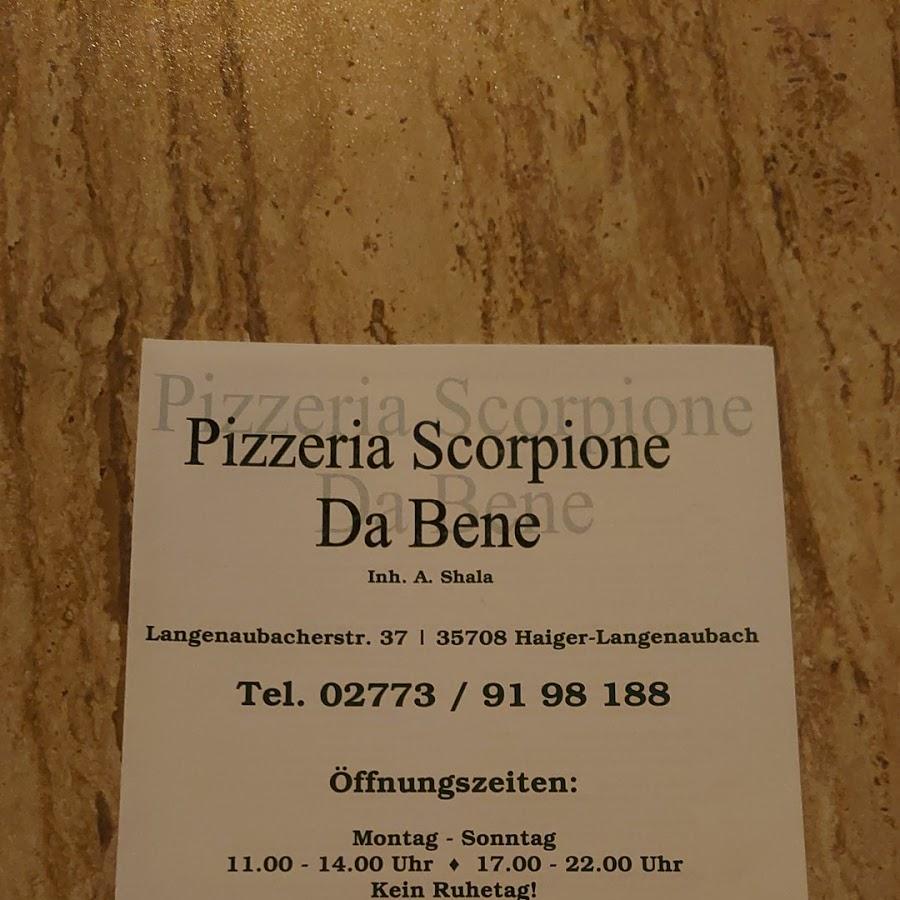 Pizzeria Scorpione
Da Bene
Inh. A. Shala
Langenaubacherstr. 37 | 35708 Haiger-Langenaubach
Tel. 02773 / 91 98 188
Öffnungszeiten:
Montag - Sonntag
11.00 - 14.00 Uhr ♦ 17.00 - 22.00 Uhr
Kein Ruhetag!